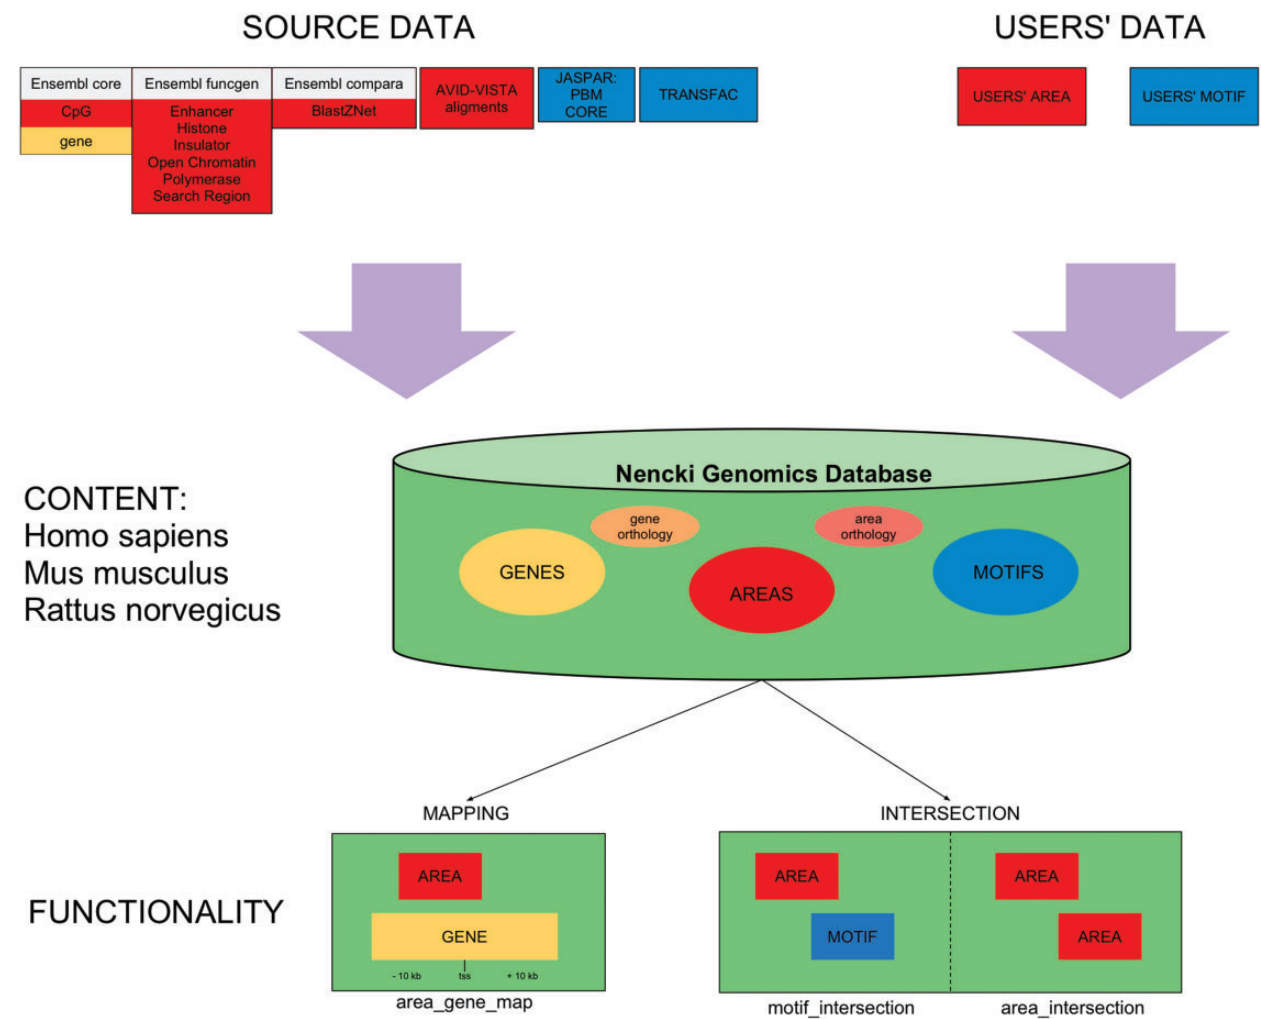 SOURCE DATA
USERS' DATA
Ensembl core
CpG
gene
Ensembl funcgen
Enhancer
Histone
Insulator
Open Chromatin
Polymerase
Search Region
Ensembl compara
BlastZNet
AVID-VISTA
aligments
JASPAR:
PBM
CORE
TRANSFAC
USERS' AREA
USERS' MOTIF
Nencki Genomics Database
CONTENT:
Homo sapiens
Mus musculus
Rattus norvegicus
gene
orthology
area
orthology
GENES
AREAS
MOTIFS
MAPPING
INTERSECTION
FUNCTIONALITY
AREA
GENE
- 10 kb
tss
+ 10 kb
area_gene_map
AREA
MOTIF
motif_intersection
AREA
AREA
area_intersection